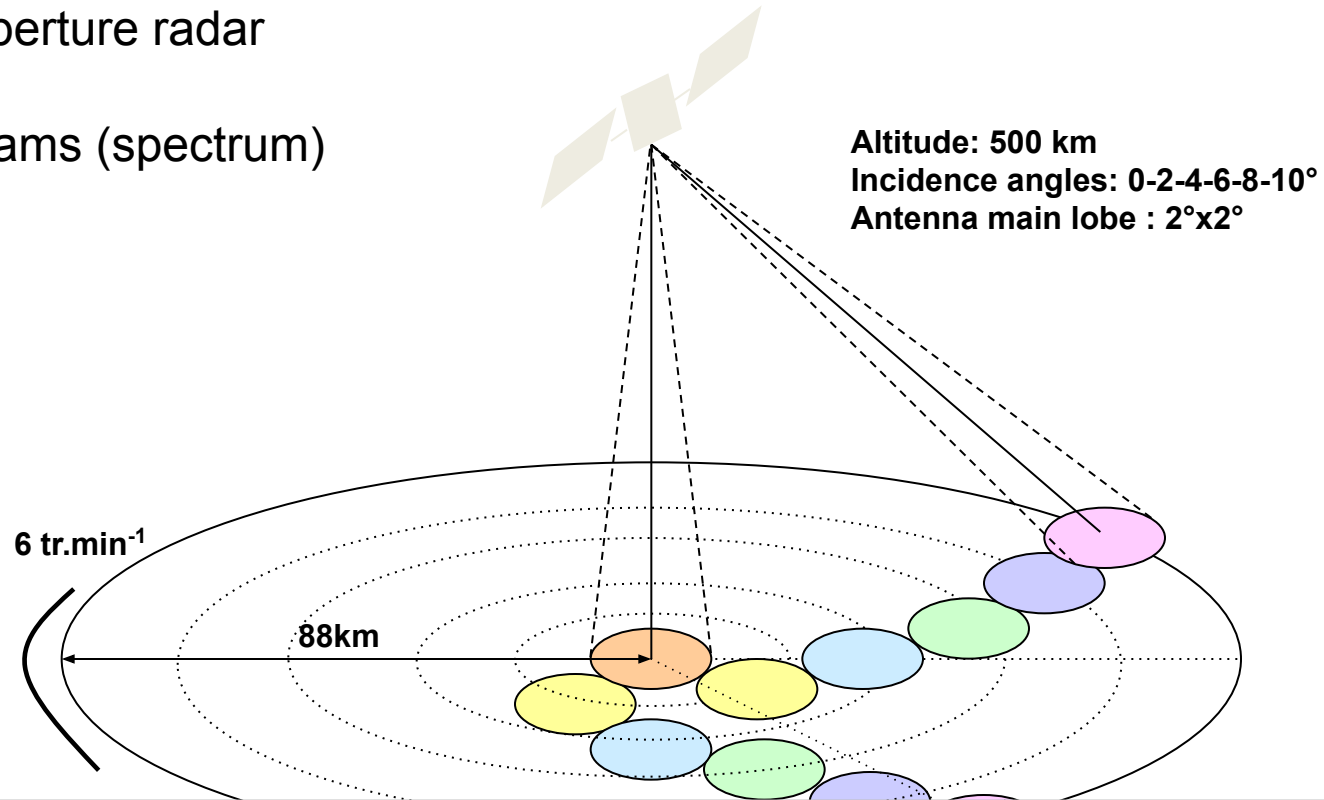 perture radar
ams (spectrum)
Altitude: 500 km
Incidence angles: 0-2-4-6-8-10°
Antenna main lobe : 2°x2°
6 tr.min-1
88km